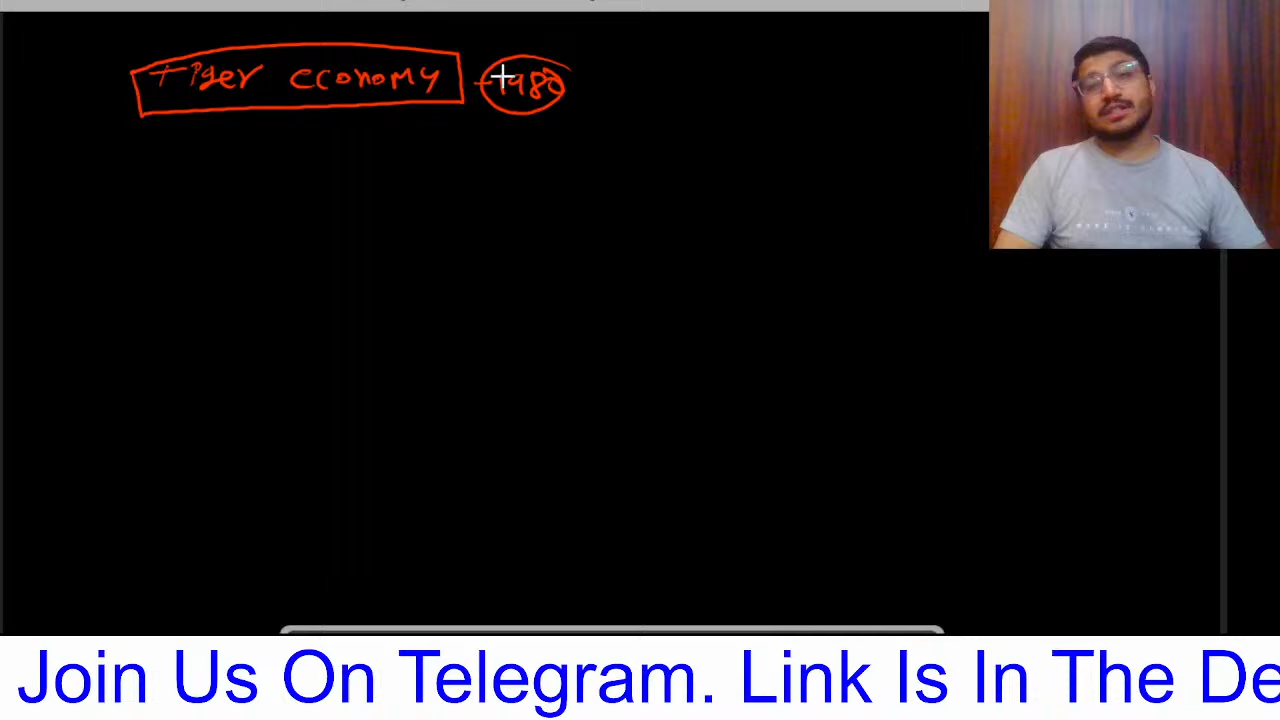 Tiger economy - 1980
Join Us On Telegram. Link Is In The De